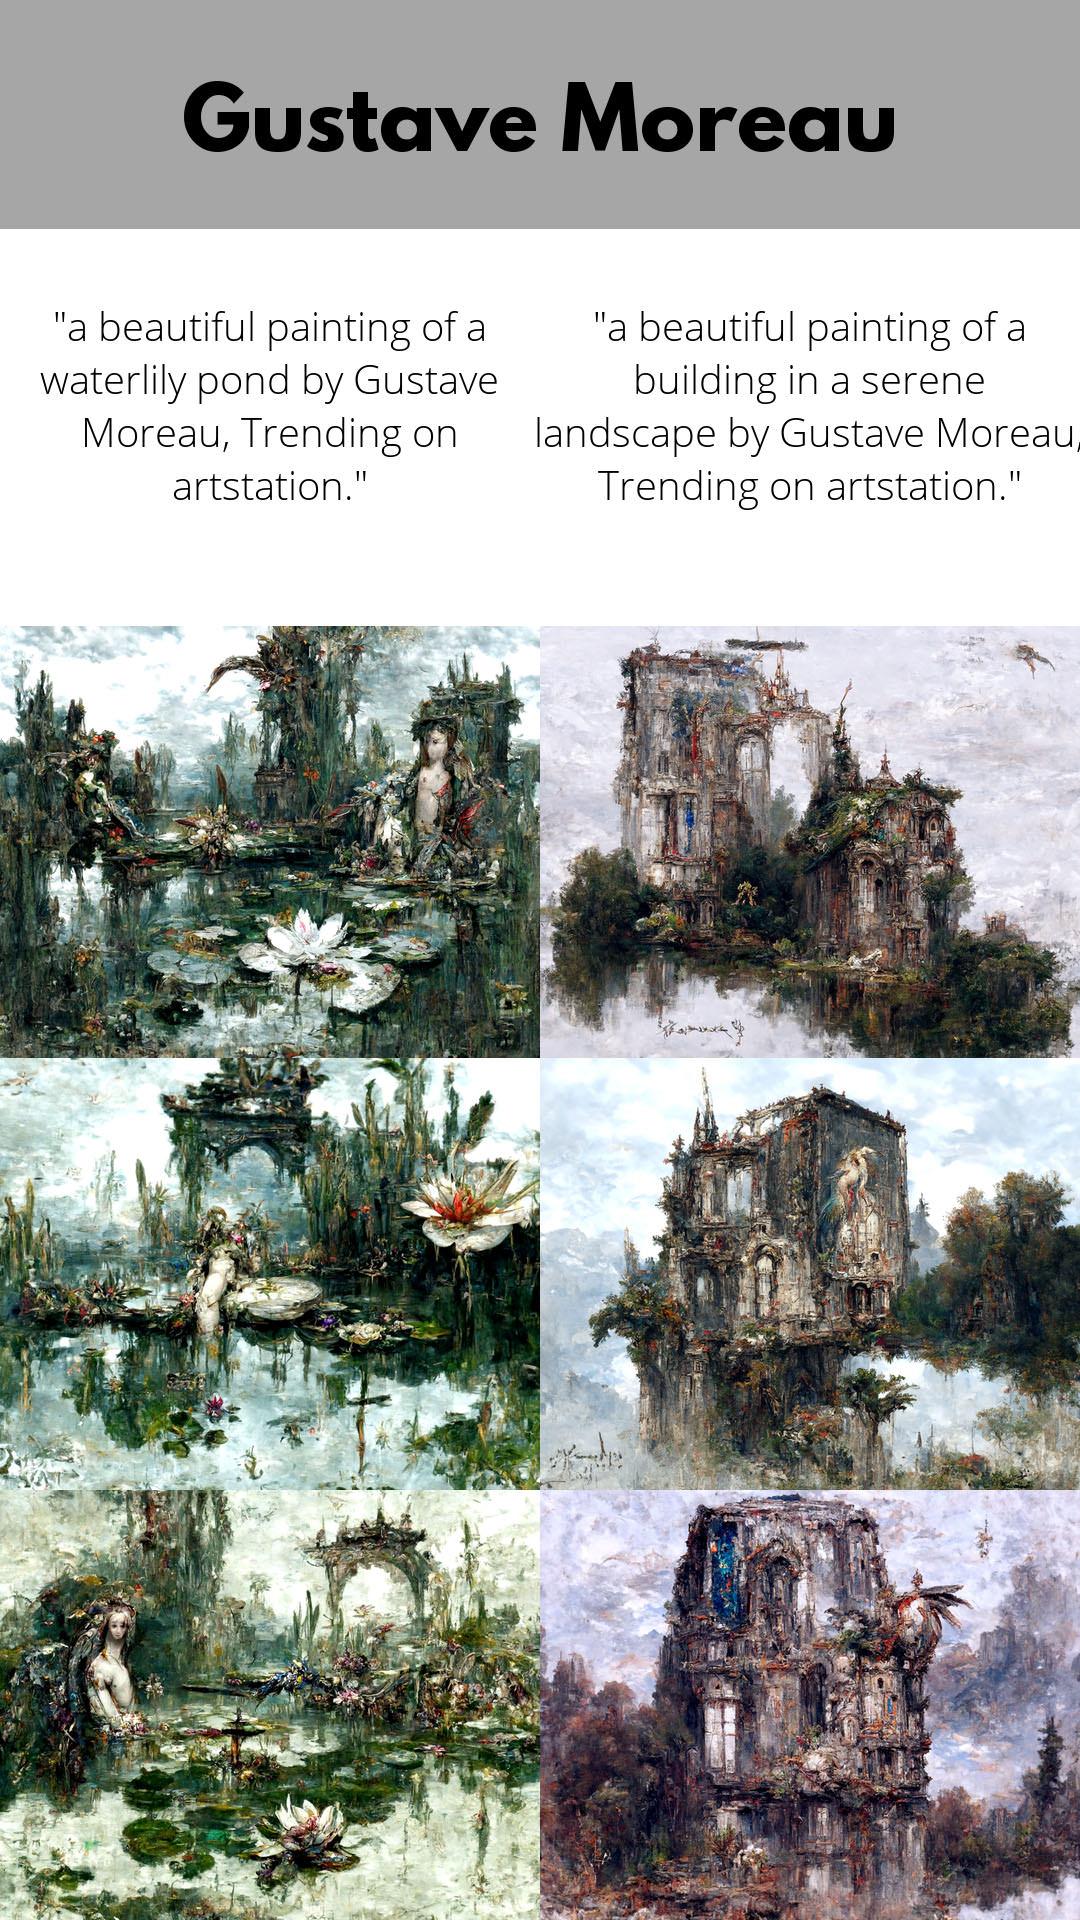 Gustave Moreau
"a beautiful painting of a
waterlily pond by Gustave
Moreau, Trending on
artstation."
"a beautiful painting of a
building in a serene
landscape by Gustave Moreau,
Trending on artstation."